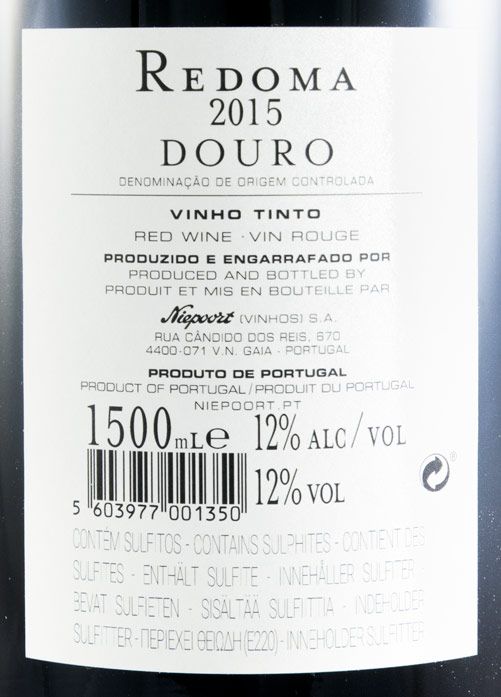 REDOMA
2015
DOURO
DENOMINAÇÃO DE ORIGEM CONTROLADA
VINHO TINTO
RED WINE · VIN ROUGE
PRODUZIDO E ENGARRAFADO POR
PRODUCED AND BOTTLED BY
PRODUIT ET MIS EN BOUTEILLE PAR
Niepoort (VINHOS) S.A.
RUA CÂNDIDO DOS REIS, 670
4400-071 V.N. GAIA - PORTUGAL
PRODUTO DE PORTUGAL
PRODUCT OF PORTUGAL/PRODUIT DU PORTUGAL
NIEPOORT.PT
1500mL e 12% ALC/VOL
12% VOL
®
5 603977 001350
CONTÉM SULFITOS - CONTAINS SULPHITES - CONTIENT DES
SULFITES - ENTHÄLT SULFITE - INNEHÅLLER SULFITER -
BEVAT SULFIETEN - SISÄLTÄÄ SULFIITTIA - INDEHOLDER
SULFITTER - ΠΕΡΙΕΧΕΙ ΘΕΙΩΔΗ (E220) - INNEHOLDER SULFITTER